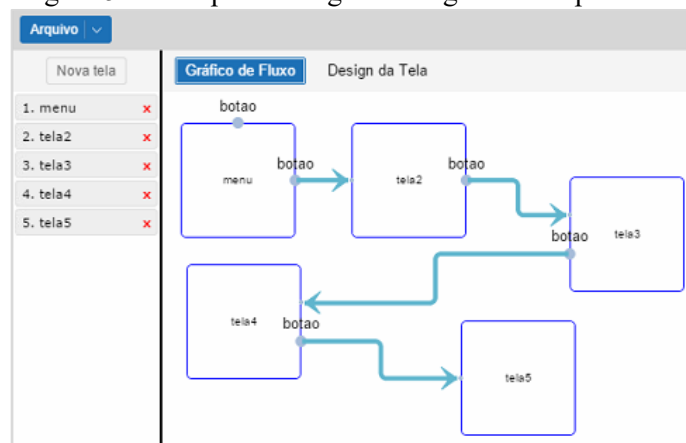 Arquivo
Nova tela
Gráfico de Fluxo Design da Tela
1. menu x
2. tela2 x
3. tela3 x
4. tela4 x
5. tela5 x
botao
menu
botao
tela2
botao
tela3
botao
tela4
botao
tela5